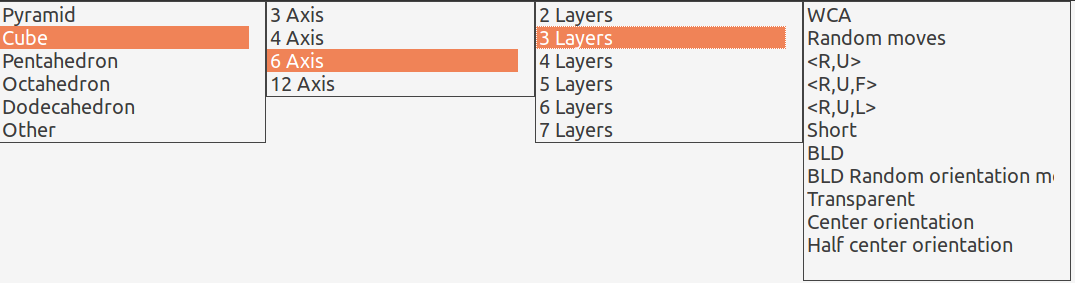 Pyramid
Cube
Pentahedron
Octahedron
Dodecahedron
Other
3 Axis
4 Axis
6 Axis
12 Axis
2 Layers
3 Layers
4 Layers
5 Layers
6 Layers
7 Layers
WCA
Random moves
<R,U>
<R,U,F>
<R,U,L>
Short
BLD
BLD Random orientation
Transparent
Center orientation
Half center orientation